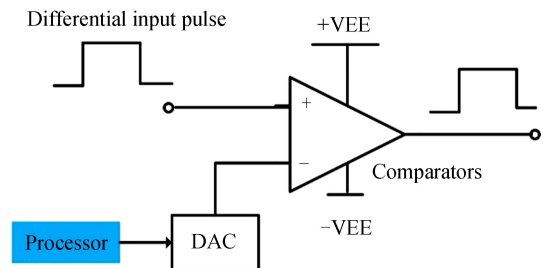 Differential input pulse
+VEE
+
−
Comparators
−VEE
Processor
DAC